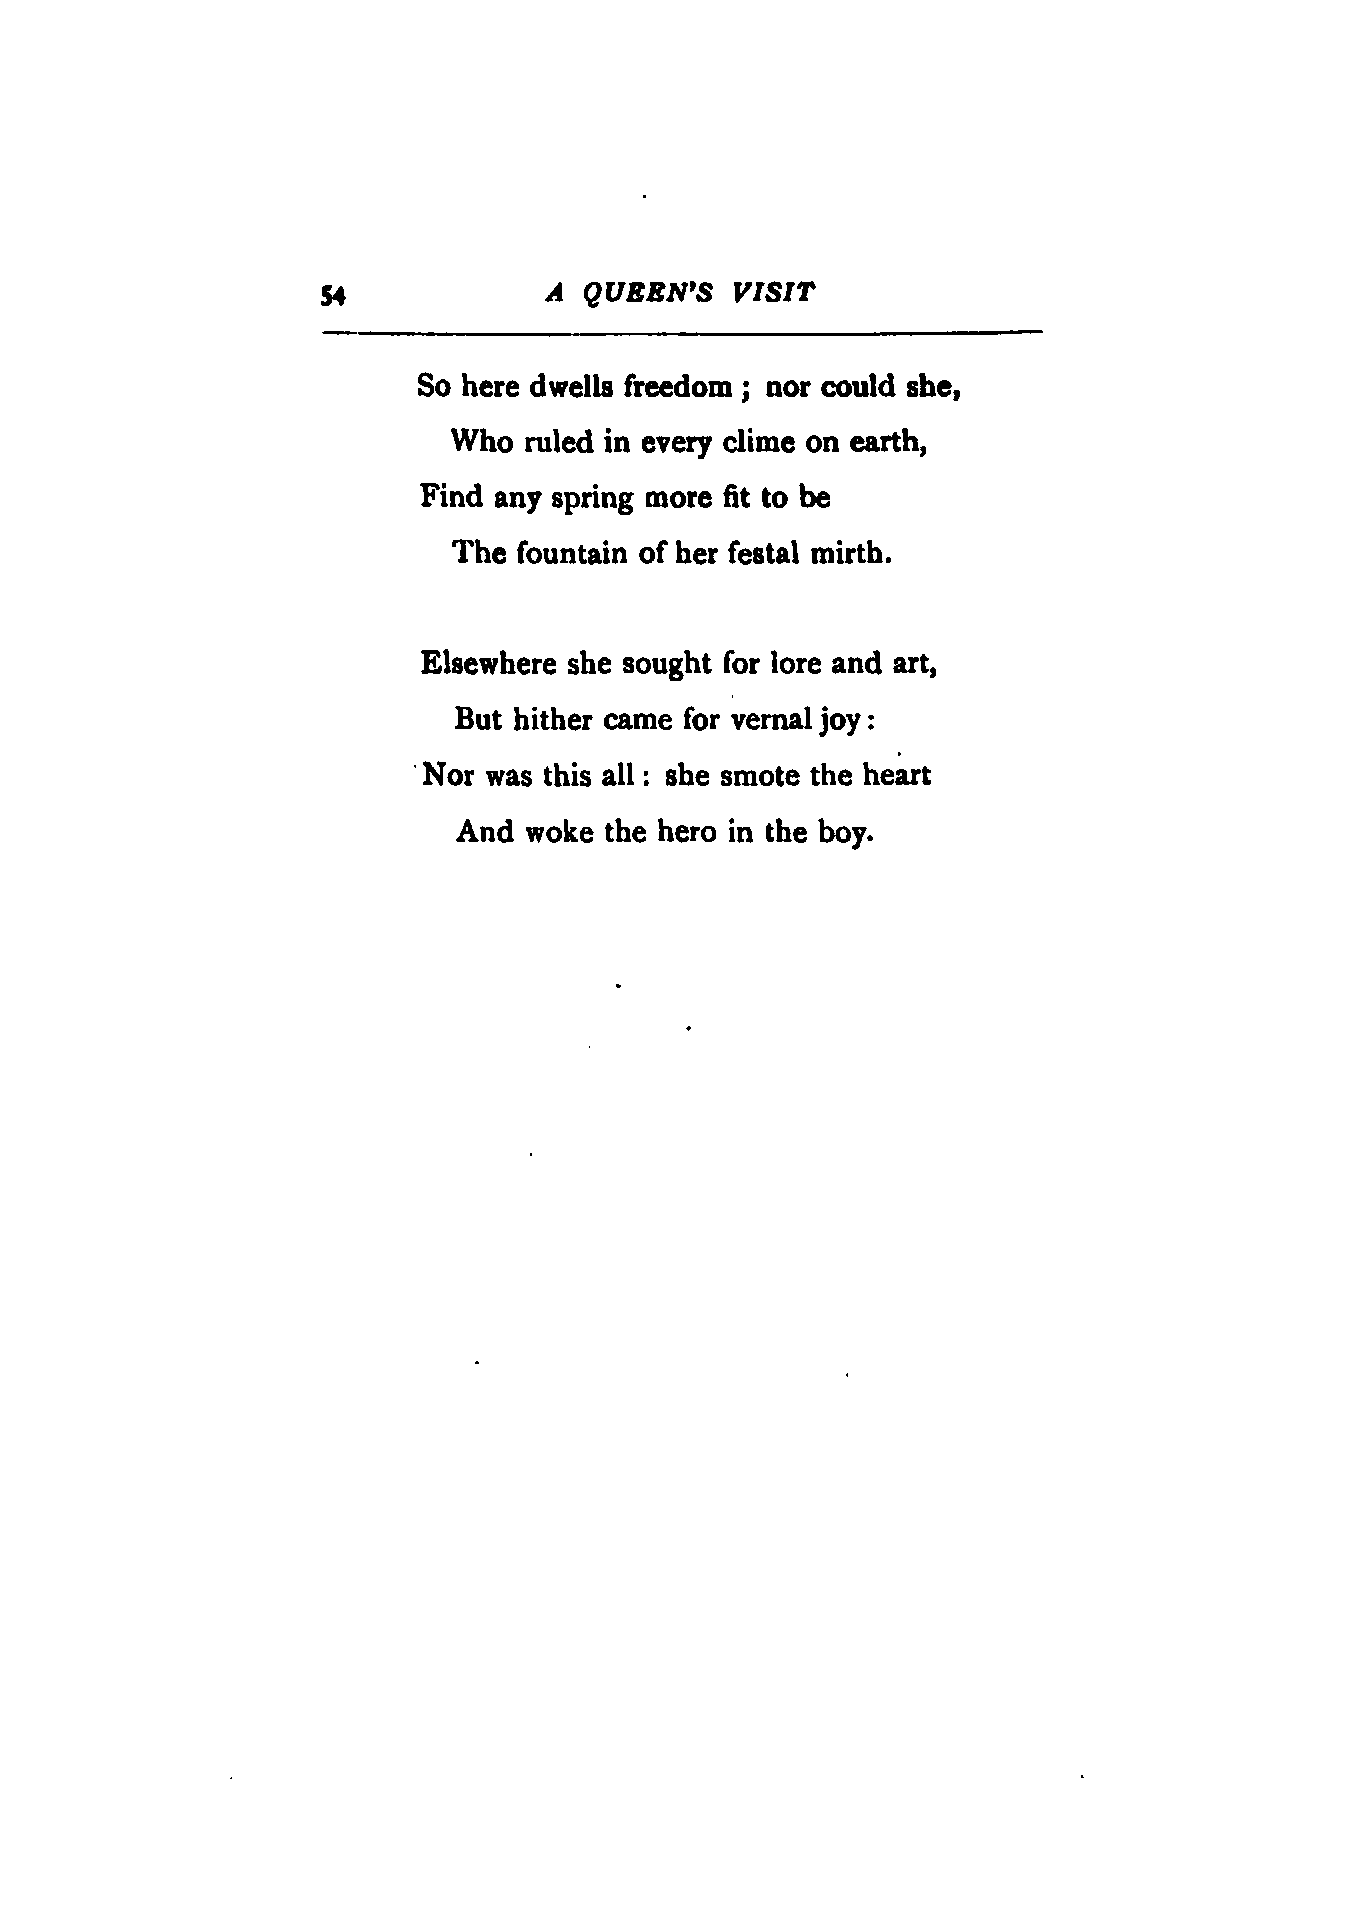 54 A QUEEN'S VISIT
So here dwells freedom ; nor could she,
Who ruled in every clime on earth,
Find any spring more fit to be
The fountain of her festal mirth.
Elsewhere she sought for lore and art,
But hither came for vernal joy :
Nor was this all : she smote the heart
And woke the hero in the boy.